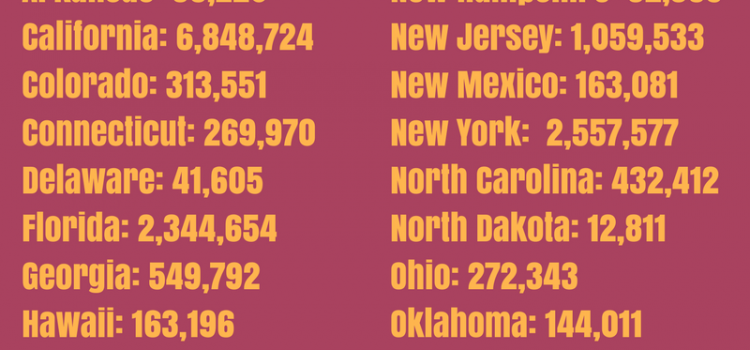 California: 6,848,724
Colorado: 313,551
Connecticut: 269,970
Delaware: 41,605
Florida: 2,344,654
Georgia: 549,792
Hawaii: 163,196
New Jersey: 1,059,533
New Mexico: 163,081
New York: 2,557,577
North Carolina: 432,412
North Dakota: 12,811
Ohio: 272,343
Oklahoma: 144,011